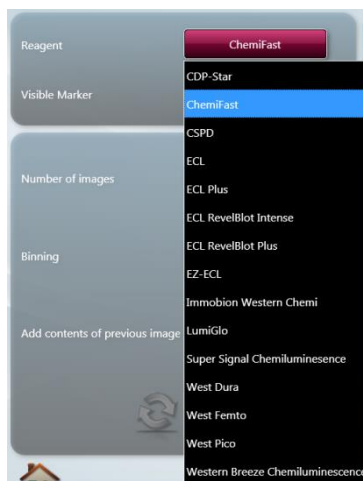 Reagent
ChemiFast
Visible Marker
Number of images
Binning
Add contents of previous image
CDP-Star
ChemiFast
CSPD
ECL
ECL Plus
ECL RevelBlot Intense
ECL RevelBlot Plus
EZ-ECL
Immobion Western Chemi
LumiGlo
Super Signal Chemiluminesence
West Dura
West Femto
West Pico
Western Breeze Chemiluminescence